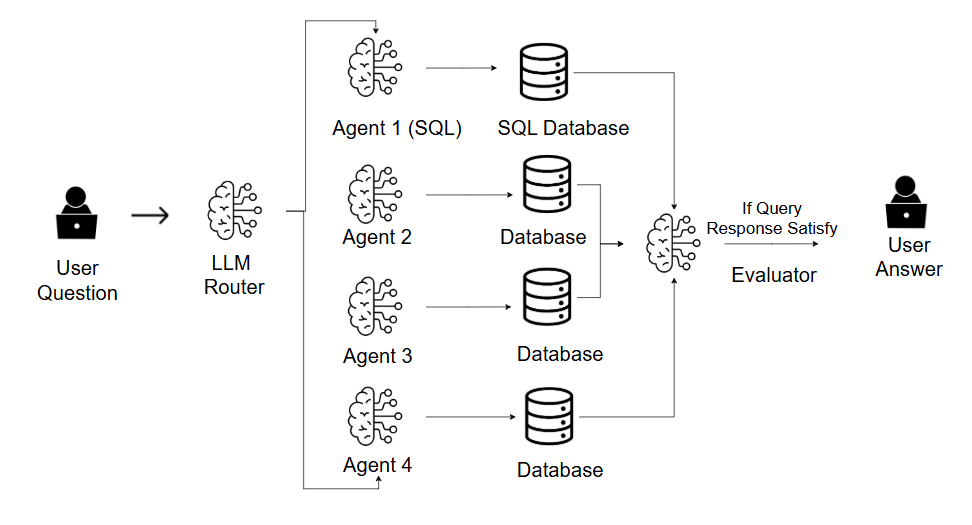 Agent 1 (SQL)
SQL Database
If Query
Response Satisfy
Agent 2
Database
User
Question
LLM
Router
Evaluator
User
Answer
Agent 3
Database
Agent 4
Database